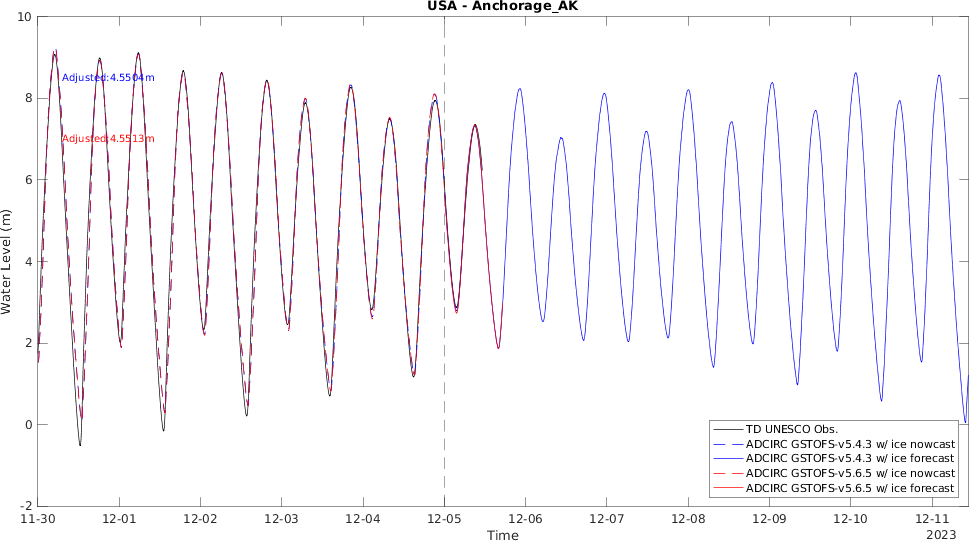 USA - Anchorage_AK
10
8
6
4
2
0
-2
Water Level (m)
Adjusted:4.5504m
Adjusted:4.5513m
TD UNESCO Obs.
ADCIRC GSTOFS-v5.4.3 w/ ice nowcast
ADCIRC GSTOFS-v5.4.3 w/ ice forecast
ADCIRC GSTOFS-v5.6.5 w/ ice nowcast
ADCIRC GSTOFS-v5.6.5 w/ ice forecast
11-30 12-01 12-02 12-03 12-04 12-05 12-06 12-07 12-08 12-09 12-10 12-11
Time
2023